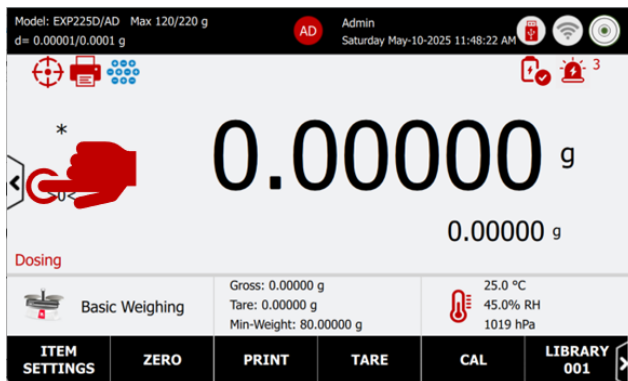 Model: EXP225D/AD Max 120/220 g
d= 0.00001/0.0001 g
AD
Admin
Saturday May-10-2025 11:48:22 AM
3
*
0.00000 g
>0<
0.00000 g
Dosing
Basic Weighing
Gross: 0.00000 g
Tare: 0.00000 g
Min-Weight: 80.00000 g
25.0 °C
45.0% RH
1019 hPa
ITEM SETTINGS
ZERO
PRINT
TARE
CAL
LIBRARY 001